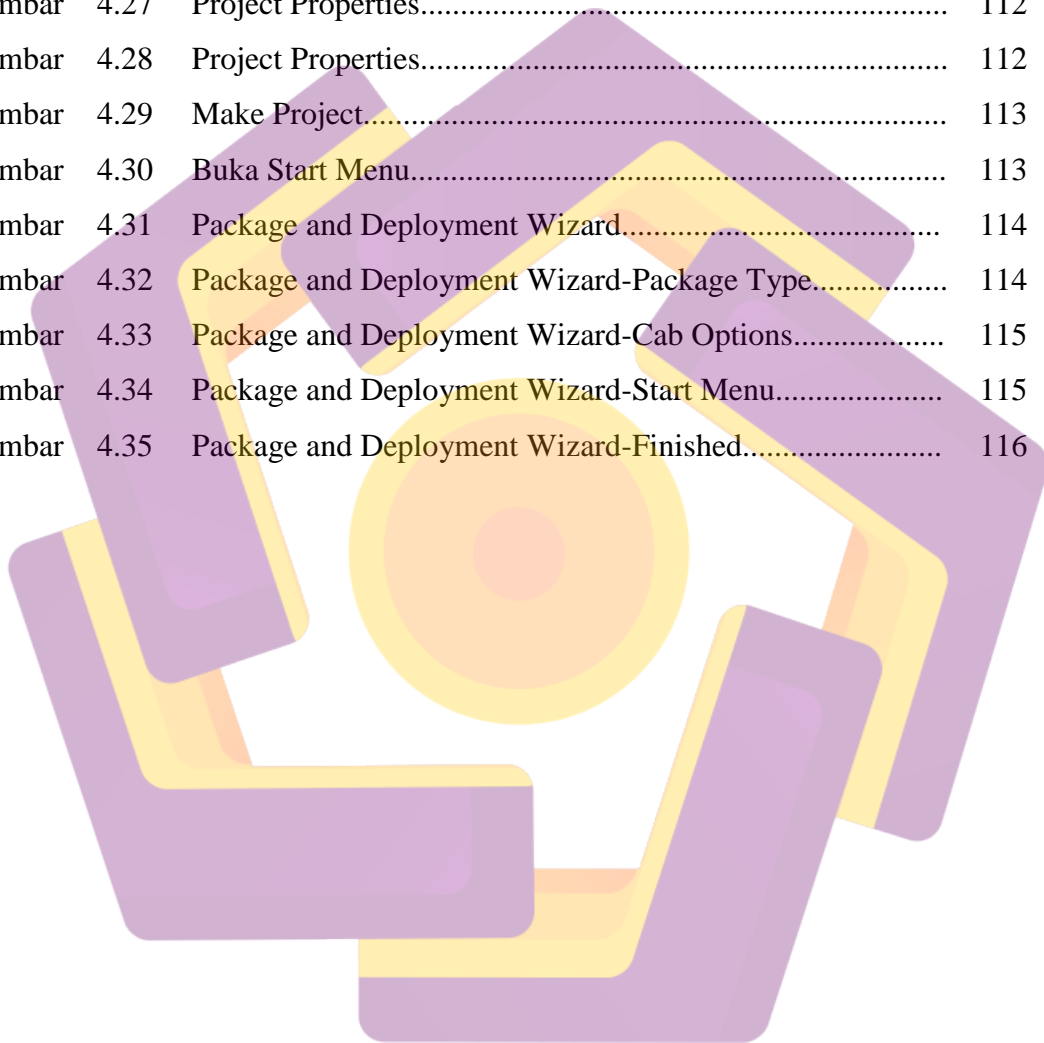 mbar 4.27 Project Properties.................................................................... 112
mbar 4.28 Project Properties.................................................................... 112
mbar 4.29 Make Project........................................................................... 113
mbar 4.30 Buka Start Menu..................................................................... 113
mbar 4.31 Package and Deployment Wizard......................................... 114
mbar 4.32 Package and Deployment Wizard-Package Type................. 114
mbar 4.33 Package and Deployment Wizard-Cab Options................... 115
mbar 4.34 Package and Deployment Wizard-Start Menu..................... 115
mbar 4.35 Package and Deployment Wizard-Finished......................... 116